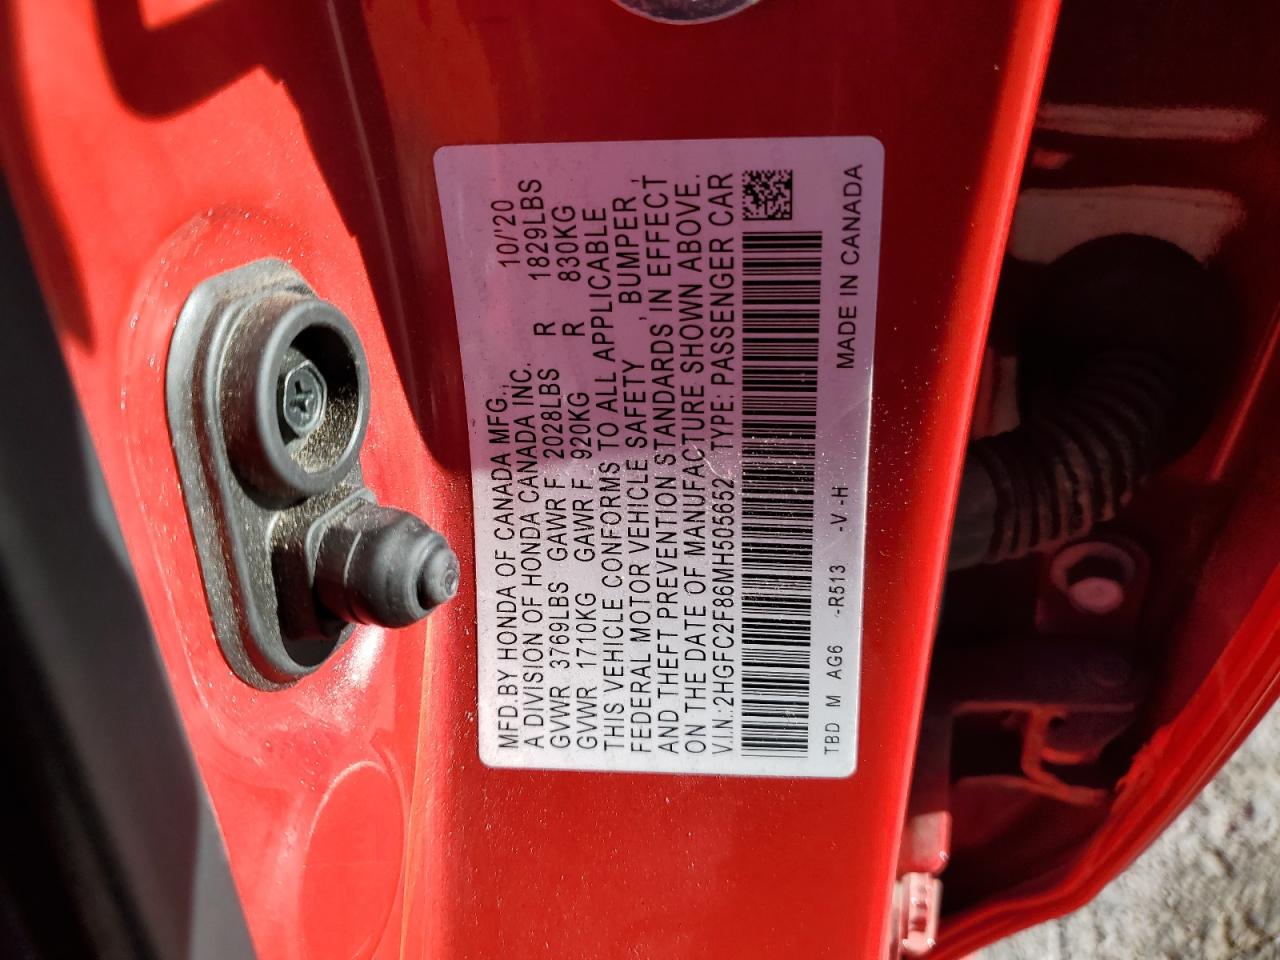 MFD.BY HONDA OF CANADA MFG., 10/'20
A DIVISION OF HONDA CANADA INC.
GVWR 3769LBS GAWR F 2028LBS R 1829LBS
GVWR 1710KG GAWR F 920KG R 830KG
THIS VEHICLE CONFORMS TO ALL APPLICABLE
FEDERAL MOTOR VEHICLE SAFETY , BUMPER ,
AND THEFT PREVENTION STANDARDS IN EFFECT
ON THE DATE OF MANUFACTURE SHOWN ABOVE.
V.I.N.:2HGFC2F86MH505652 TYPE: PASSENGER CAR
TBD M AG6 -R513 -V -H MADE IN CANADA